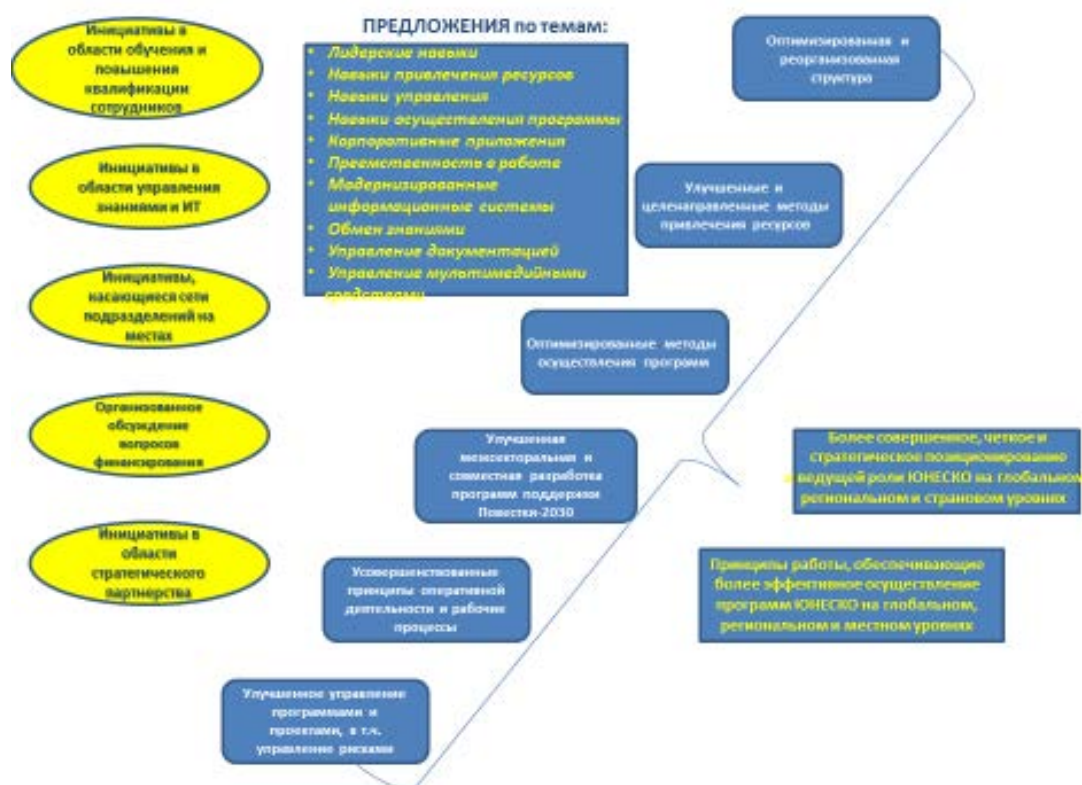 Инициативы в
области обучения и
повышения
квалификации
сотрудников
Инициативы в
области управления
знаниями и ИТ
Инициативы,
касающиеся сети
подразделений на
местах
Организованное
обсуждение
вопросов
финансирования
Инициативы в
области
стратегического
партнерства
ПРЕДЛОЖЕНИЯ по темам:
• Лидерские навыки
• Навыки привлечения ресурсов
• Навыки управления
• Навыки осуществления программы
• Корпоративные приложения
• Преемственность в работе
• Модернизированные
информационные системы
• Обмен знаниями
• Управление документацией
• Управление мультимедийными
средствами
Оптимизированная и
реорганизованная
структура
Улучшенные и
целенаправленные методы
привлечения ресурсов
Оптимизированные методы
осуществления программ
Улучшенная
межсекторальная и
совместная разработка
программ поддержки
Повестки-2030
Усовершенствованные
принципы оперативной
деятельности и рабочие
процессы
Улучшенное управление
программами и
проектами, в т.ч.
управление рисками
Более совершенное, четкое и
стратегическое позиционирование
и ведущей роли ЮНЕСКО на глобальном
региональном и страновом уровнях
Принципы работы, обеспечивающие
более эффективное осуществление
программ ЮНЕСКО на глобальном,
региональном и местном уровнях